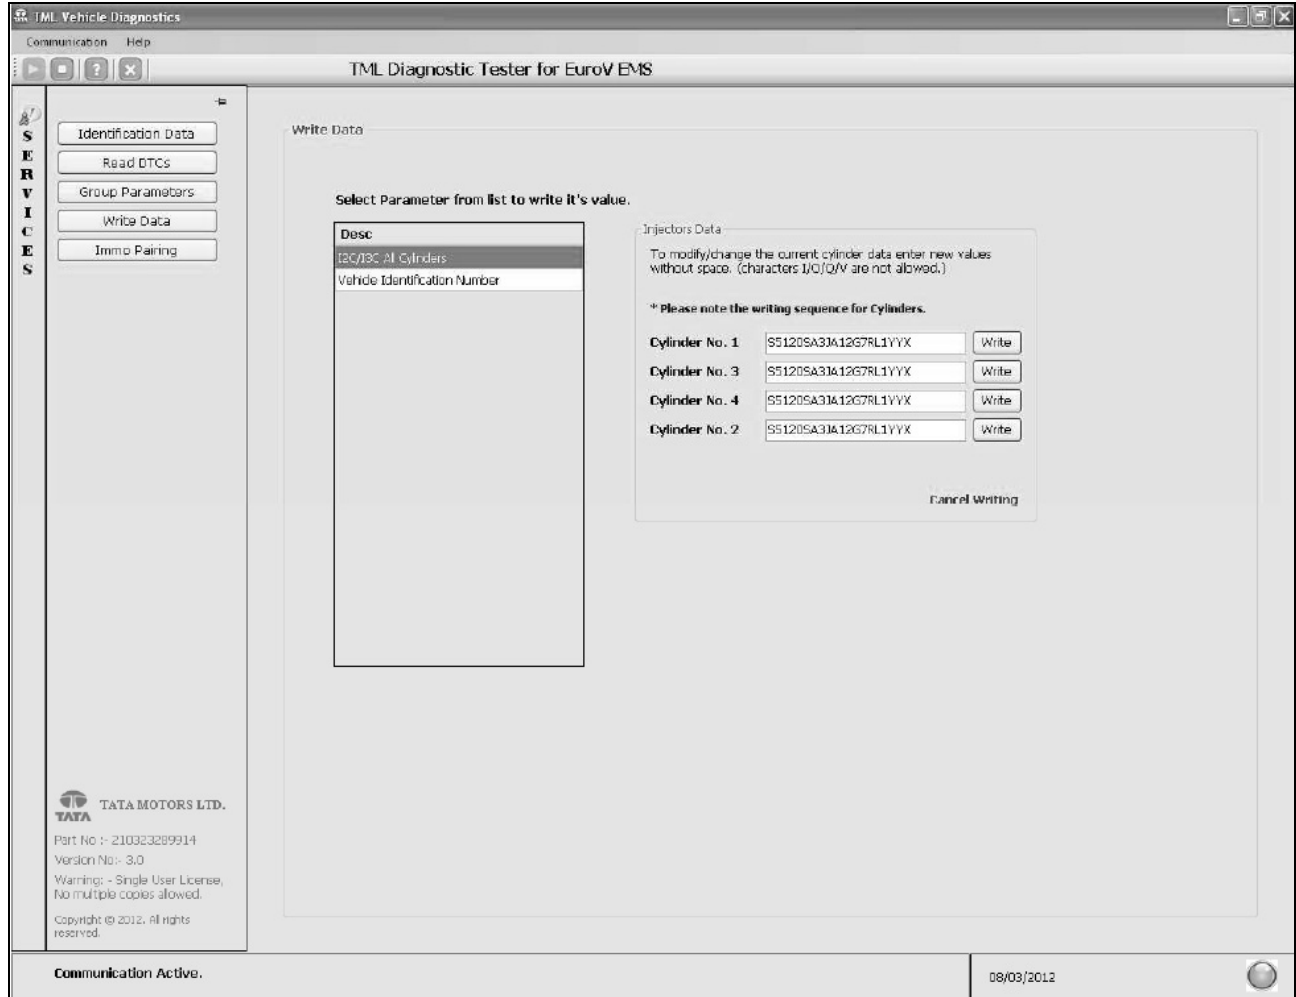 TML Vehicle Diagnostics
Communication Help
TML Diagnostic Tester for EuroV EMS
SERVICES
Identification Data
Read DTCs
Group Parameters
Write Data
Immo Pairing
Write Data
Select Parameter from list to write it's value.
Desc
I2C/I3C All Cylinders
Vehicle Identification Number
Injectors Data
To modify/change the current cylinder data enter new values
without space. (characters I/O/Q/V are not allowed.)
* Please note the writing sequence for Cylinders.
Cylinder No. 1 S5120SA3JA12G7RL1YYX Write
Cylinder No. 3 S5120SA3JA12G7RL1YYX Write
Cylinder No. 4 S5120SA3JA12G7RL1YYX Write
Cylinder No. 2 S5120SA3JA12G7RL1YYX Write
Cancel Writing
TATA TATA MOTORS LTD.
Part No :- 210323289914
Version No:- 3.0
Warning: - Single User License,
No multiple copies allowed.
Copyright © 2012. All rights
reserved.
Communication Active.
08/03/2012